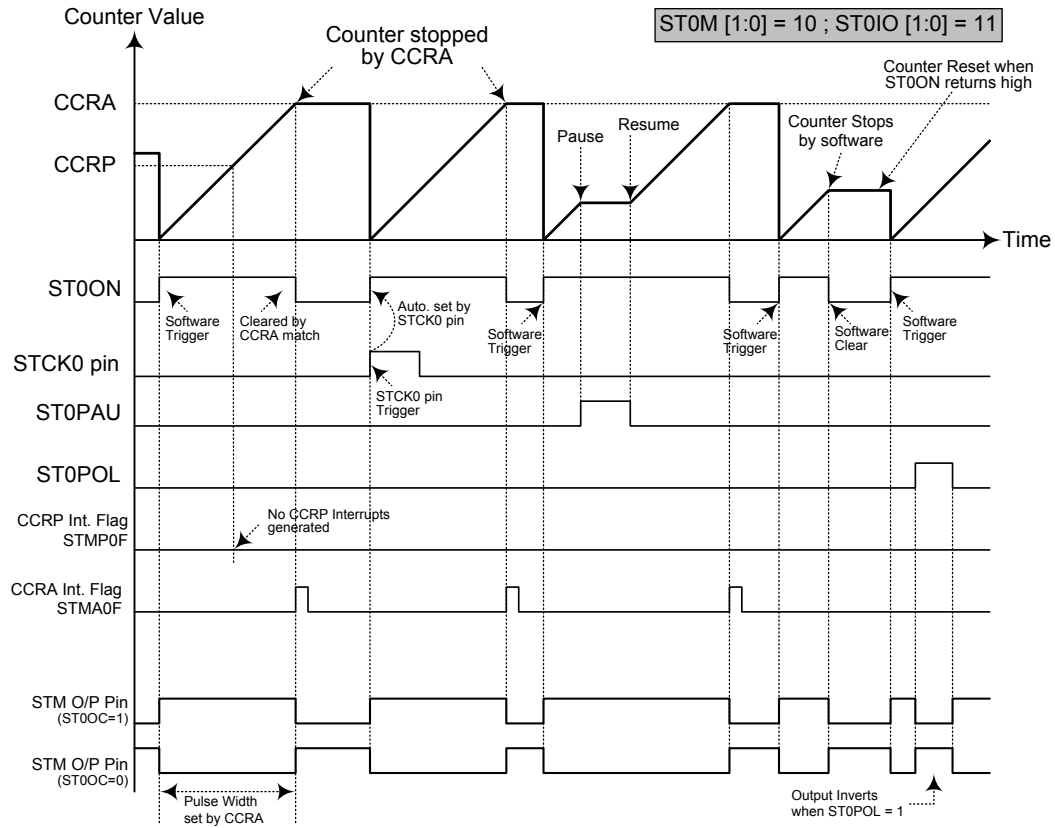 Counter Value
ST0M [1:0] = 10 ; ST0IO [1:0] = 11
Counter stopped
by CCRA
Counter Reset when
ST0ON returns high
CCRA
CCRP
Pause
Resume
Counter Stops
by software
Time
ST0ON
Software
Trigger
Cleared by
CCRA match
Auto. set by
STCK0 pin
Software
Trigger
Software
Trigger
Software
Clear
Software
Trigger
STCK0 pin
STCK0 pin
Trigger
ST0PAU
ST0POL
CCRP Int. Flag
STMP0F
No CCRP Interrupts
generated
CCRA Int. Flag
STMA0F
STM O/P Pin
(ST0OC=1)
STM O/P Pin
(ST0OC=0)
Pulse Width
set by CCRA
Output Inverts
when ST0POL = 1